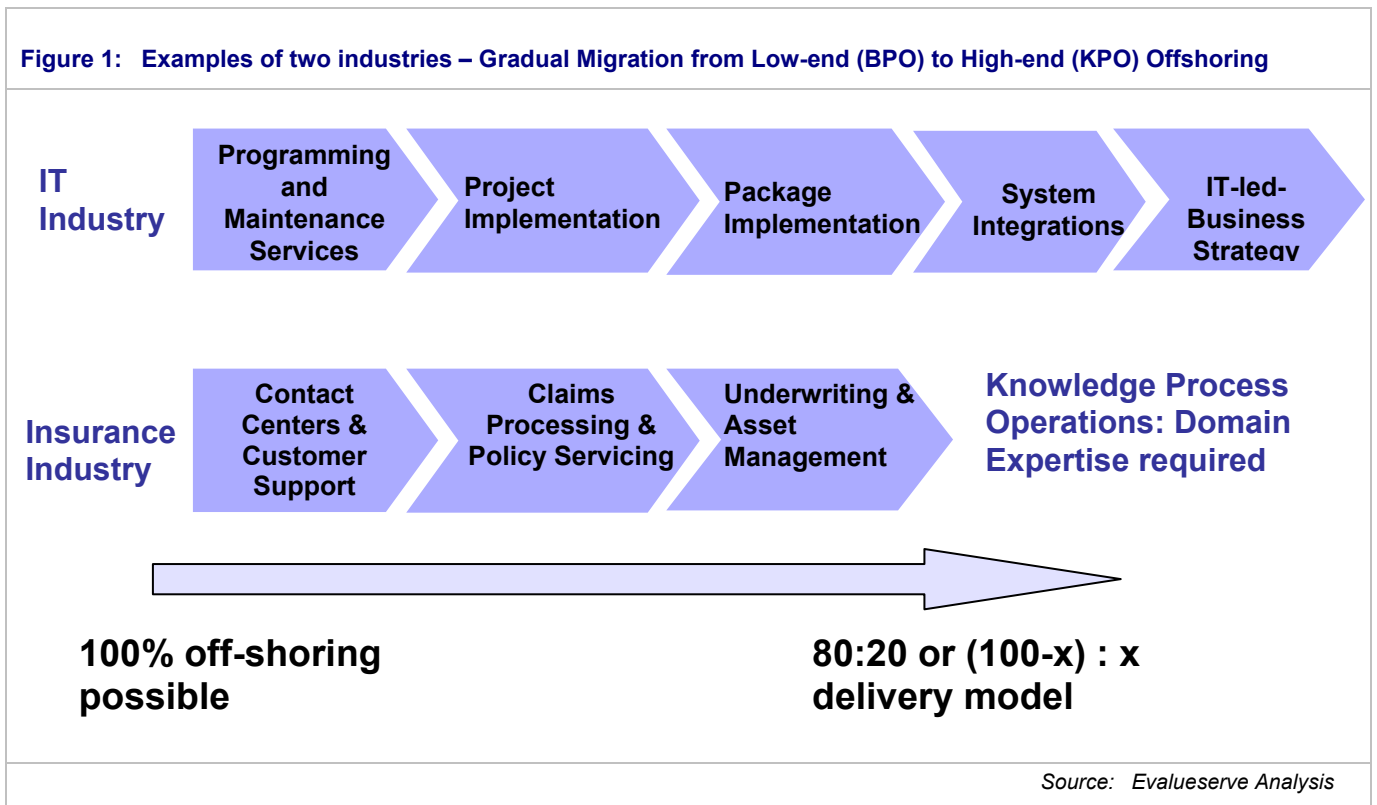 Figure 1: Examples of two industries – Gradual Migration from Low-end (BPO) to High-end (KPO) Offshoring
IT
Industry
Programming
and
Maintenance
Services
Project
Implementation
Package
Implementation
System
Integrations
IT-led-
Business
Strategy
Insurance
Industry
Contact
Centers &
Customer
Support
Claims
Processing &
Policy Servicing
Underwriting &
Asset
Management
Knowledge Process
Operations: Domain
Expertise required
100% off-shoring
possible
80:20 or (100-x) : x
delivery model
Source: Evalueserve Analysis